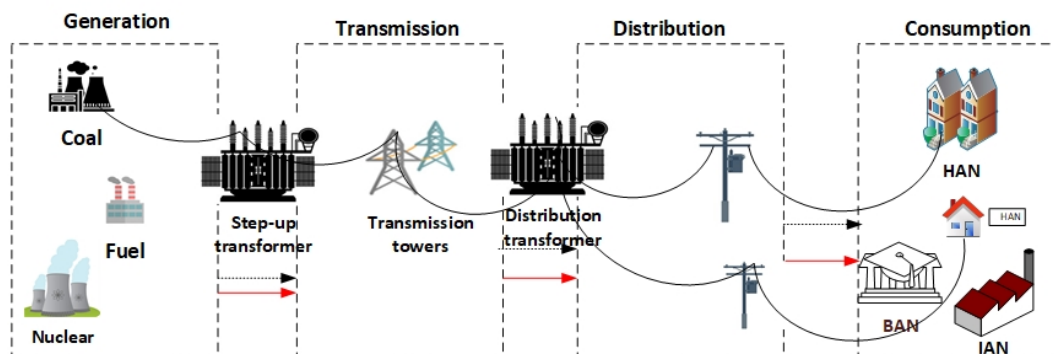 Generation
Transmission
Distribution
Consumption
Coal
Fuel
Nuclear
Step-up
transformer
Transmission
towers
Distribution
transformer
HAN
HAN
BAN
IAN